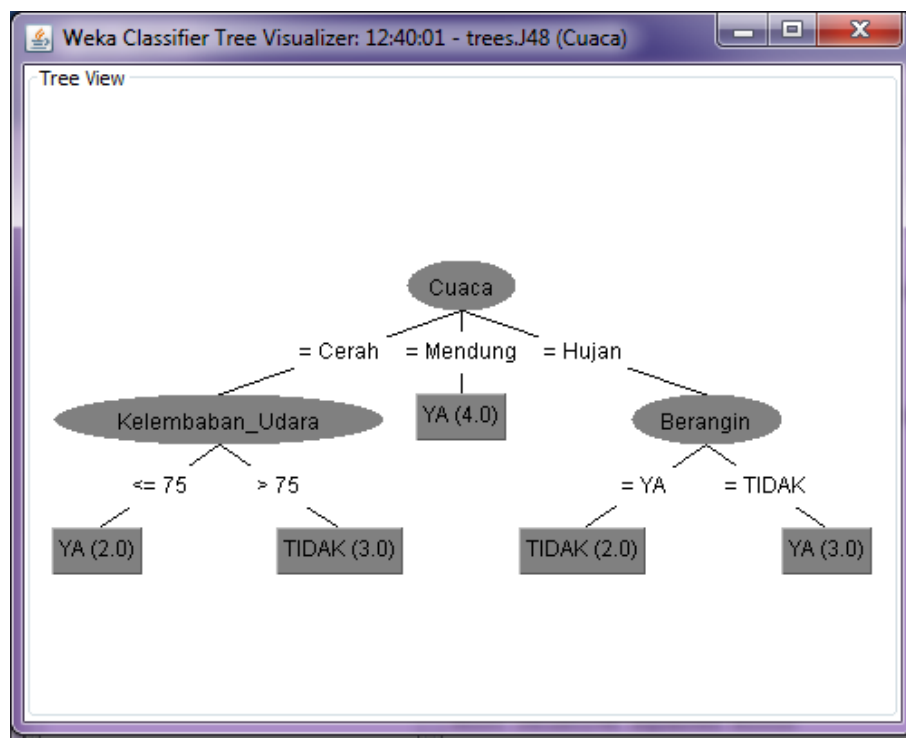 Weka Classifier Tree Visualizer: 12:40:01 - trees.J48 (Cuaca)
Tree View
Cuaca
= Cerah = Mendung = Hujan
Kelembaban_Udara YA (4.0) Berangin
<= 75 > 75 = YA = TIDAK
YA (2.0) TIDAK (3.0) TIDAK (2.0) YA (3.0)